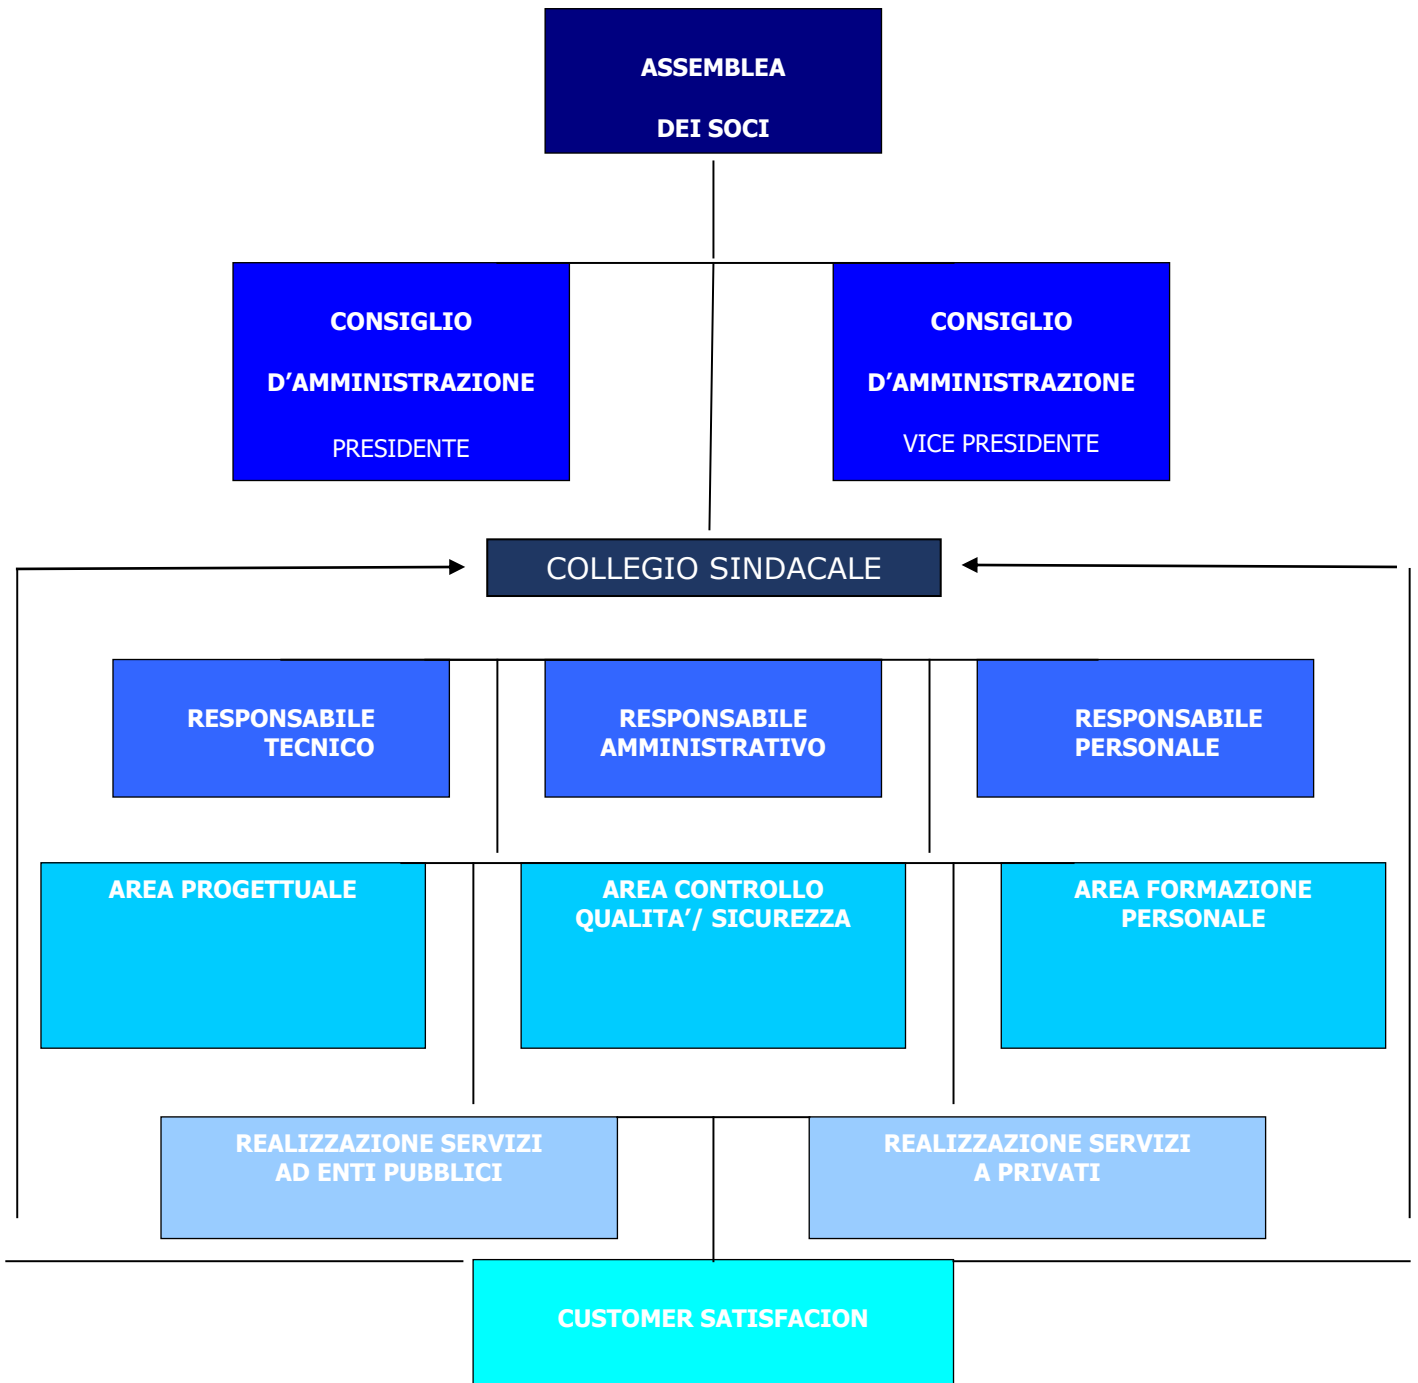 ASSEMBLEA
DEI SOCI
CONSIGLIO
D’AMMINISTRAZIONE
PRESIDENTE
CONSIGLIO
D’AMMINISTRAZIONE
VICE PRESIDENTE
COLLEGIO SINDACALE
RESPONSABILE
TECNICO
RESPONSABILE
AMMINISTRATIVO
RESPONSABILE
PERSONALE
AREA PROGETTUALE
AREA CONTROLLO
QUALITA’/ SICUREZZA
AREA FORMAZIONE
PERSONALE
REALIZZAZIONE SERVIZI
AD ENTI PUBBLICI
REALIZZAZIONE SERVIZI
A PRIVATI
CUSTOMER SATISFACION